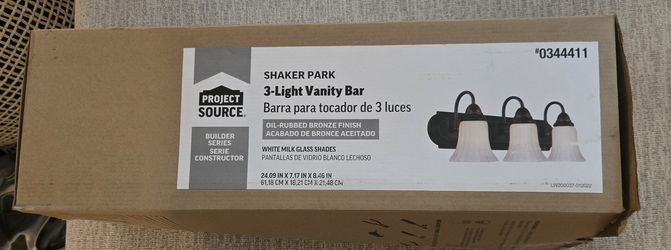 #0344411
SHAKER PARK
3-Light Vanity Bar
Barra para tocador de 3 luces
OIL-RUBBED BRONZE FINISH
ACABADO DE BRONCE ACEITADO
WHITE MILK GLASS SHADES
PANTALLAS DE VIDRIO BLANCO LECHOSO
24.09 IN X 7.17 IN X 8.46 IN
61,18 CM X 18,21 CM X 21,48 CM
PROJECT
SOURCE
BUILDER
SERIES
SERIE
CONSTRUCTOR